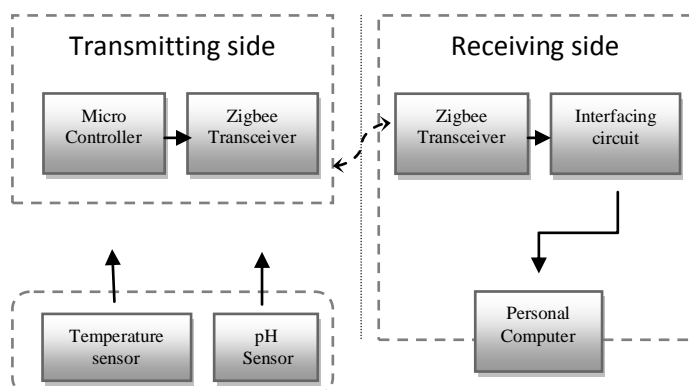 Transmitting side
Micro
Controller
Zigbee
Transceiver
Temperature
sensor
pH
Sensor
Receiving side
Zigbee
Transceiver
Interfacing
circuit
Personal
Computer